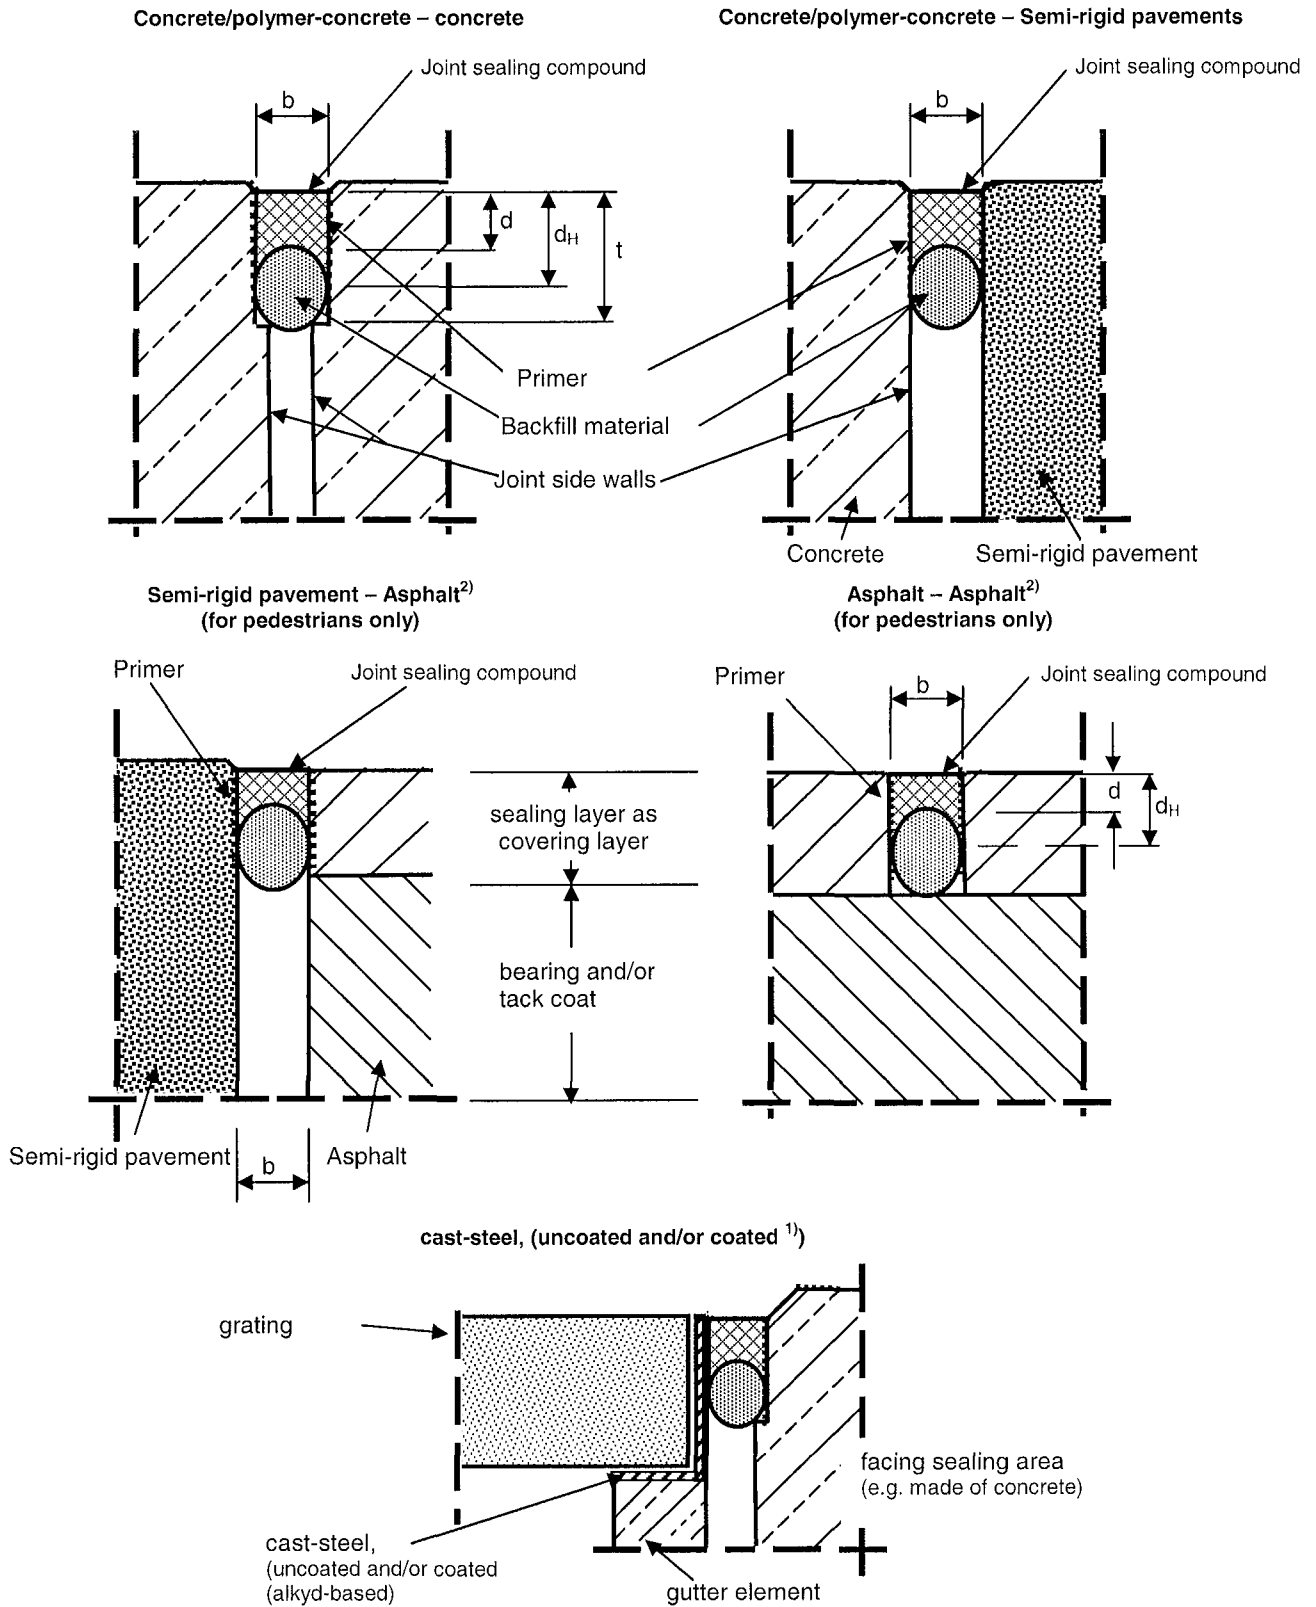 Concrete/polymer-concrete – concrete
Concrete/polymer-concrete – Semi-rigid pavements
Joint sealing compound
Joint sealing compound
b
b
d
dH
t
Primer
Backfill material
Joint side walls
Concrete
Semi-rigid pavement
Semi-rigid pavement – Asphalt2)
(for pedestrians only)
Asphalt – Asphalt2)
(for pedestrians only)
Primer
Joint sealing compound
Primer
b
Joint sealing compound
sealing layer as
covering layer
d
dH
bearing and/or
tack coat
Semi-rigid pavement
b
Asphalt
cast-steel, (uncoated and/or coated 1))
grating
facing sealing area
(e.g. made of concrete)
cast-steel,
(uncoated and/or coated
(alkyd-based)
gutter element